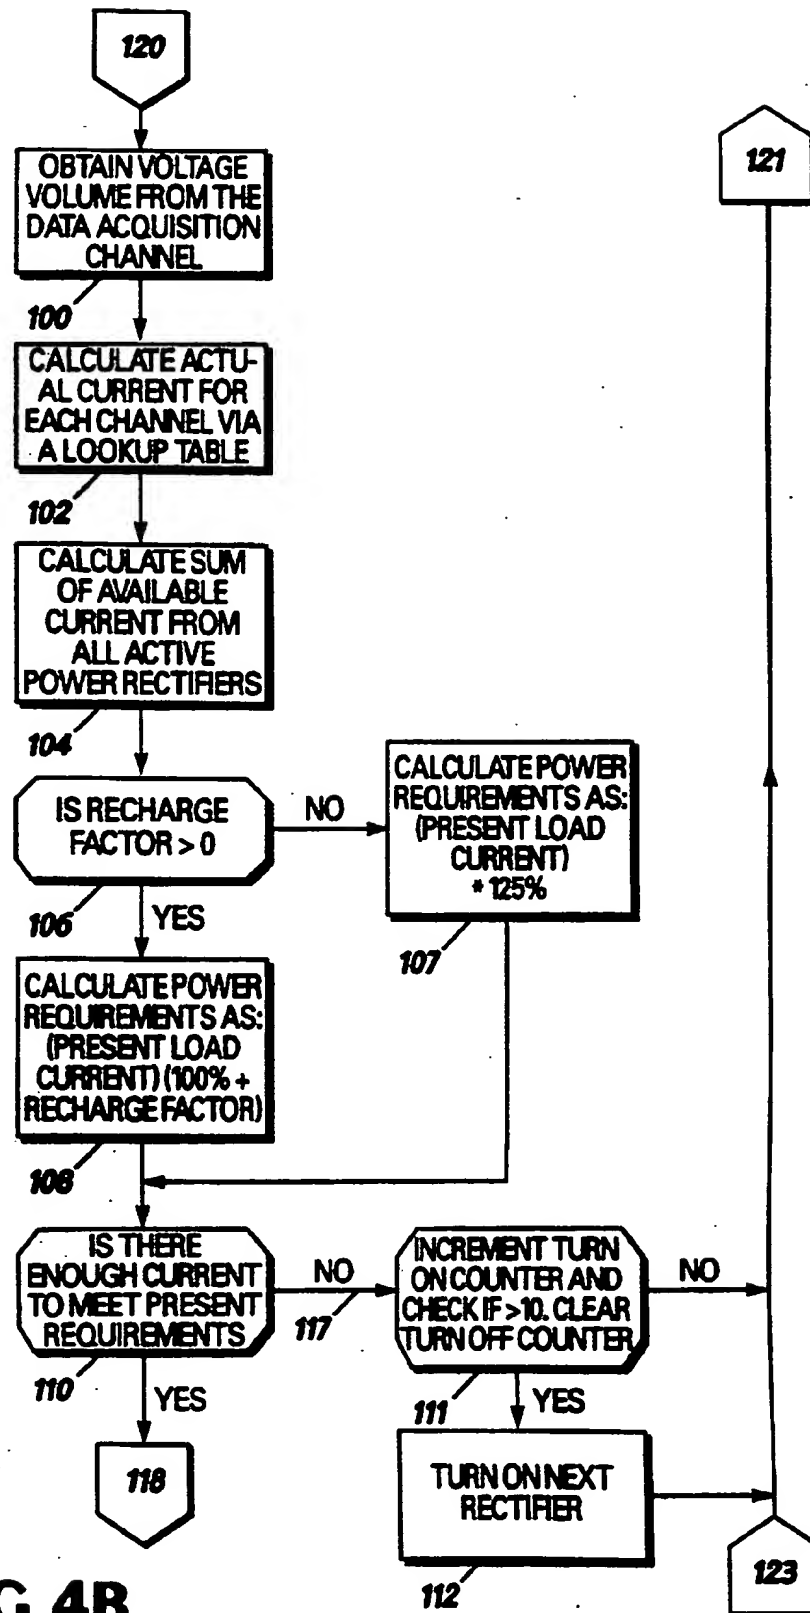 120
121
OBTAIN VOLTAGE
VOLUME FROM THE
DATA ACQUISITION
CHANNEL
100
CALCULATE ACTU-
AL CURRENT FOR
EACH CHANNEL VIA
A LOOKUP TABLE
102
CALCULATE SUM
OF AVAILABLE
CURRENT FROM
ALL ACTIVE
POWER RECTIFIERS
104
IS RECHARGE
FACTOR > 0
NO
106
YES
CALCULATE POWER
REQUIREMENTS AS:
(PRESENT LOAD
CURRENT)
* 125%
107
CALCULATE POWER
REQUIREMENTS AS:
(PRESENT LOAD
CURRENT) (100% +
RECHARGE FACTOR)
108
IS THERE
ENOUGH CURRENT
TO MEET PRESENT
REQUIREMENTS
NO
117
110
YES
INCREMENT TURN
ON COUNTER AND
CHECK IF >10. CLEAR
TURN OFF COUNTER
NO
111
YES
118
TURN ON NEXT
RECTIFIER
112
123
G. 4B